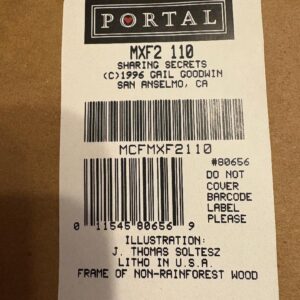 PORTAL
MXF2 110
SHARING SECRETS
(C)1996 GAIL GOODWIN
SAN ANSELMO, CA
MCFMXF2110
#80656
DO NOT
COVER
BARCODE
LABEL
PLEASE
0 11545 80656 9
ILLUSTRATION:
J. THOMAS SOLTESZ
LITHO IN U.S.A.
FRAME OF NON-RAINFOREST WOOD